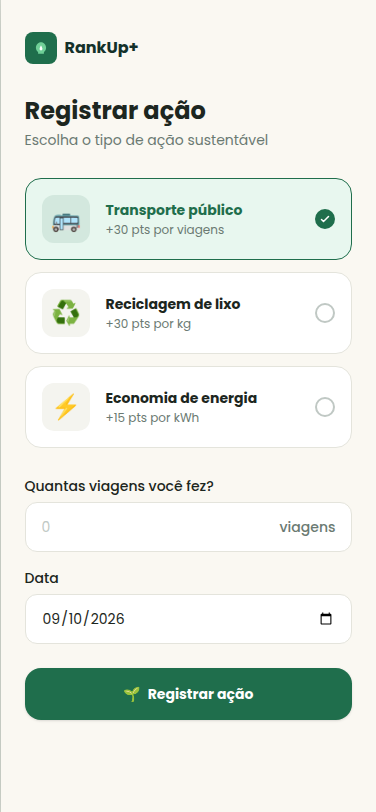 RankUp+
Registrar ação
Escolha o tipo de ação sustentável
Transporte público
+30 pts por viagens
Reciclagem de lixo
+30 pts por kg
Economia de energia
+15 pts por kWh
Quantas viagens você fez?
0 viagens
Data
09/10/2026
Registrar ação